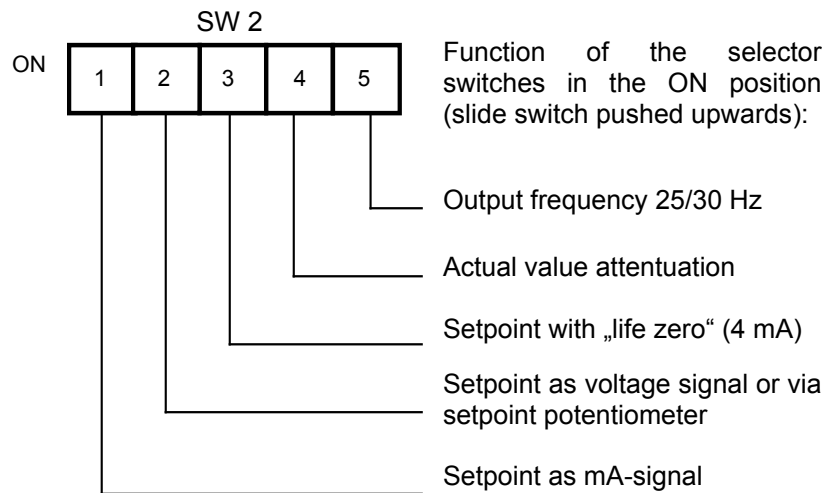 SW 2
ON
1 2 3 4 5
Function of the selector
switches in the ON position
(slide switch pushed upwards):
Output frequency 25/30 Hz
Actual value attentuation
Setpoint with „life zero“ (4 mA)
Setpoint as voltage signal or via
setpoint potentiometer
Setpoint as mA-signal